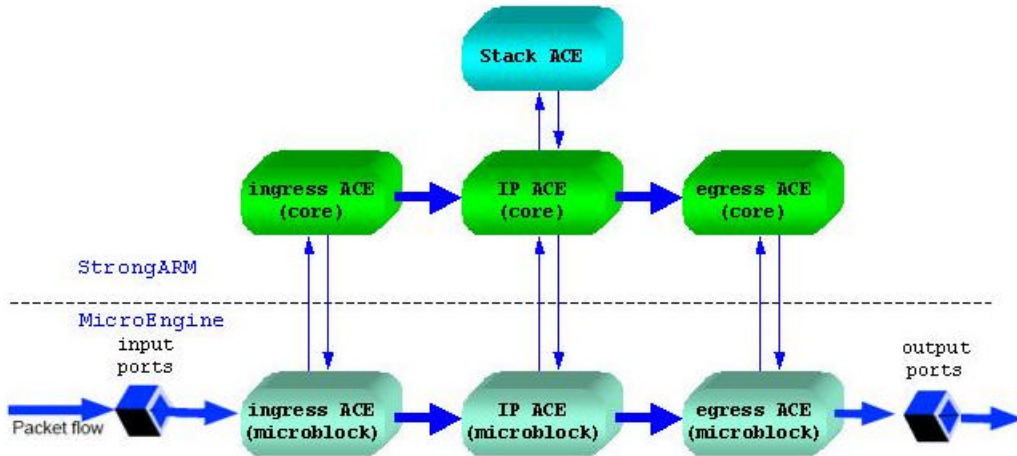 Stack ACE
ingress ACE
(core)
IP ACE
(core)
egress ACE
(core)
StrongARM
MicroEngine
input
ports
output
ports
Packet flow
ingress ACE
(microblock)
IP ACE
(microblock)
egress ACE
(microblock)